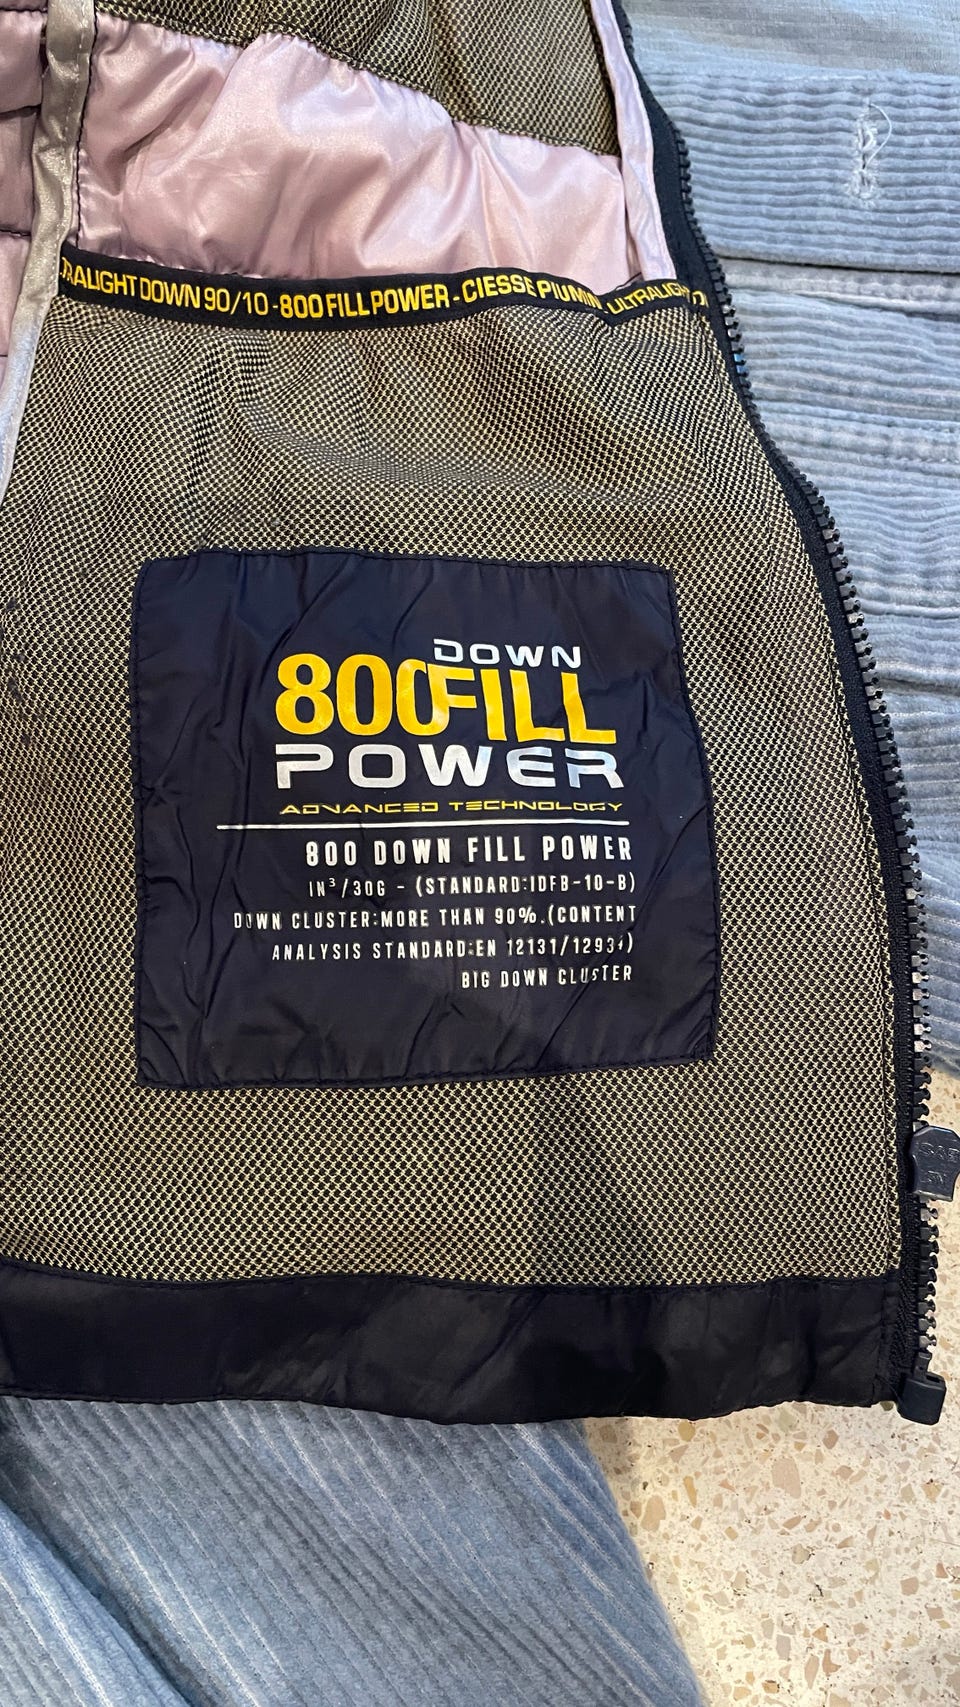 DOWN 90/10 - 800 FILL POWER - CIESSE PIUMINI ULTRALIGHT
DOWN
800 FILL
POWER
ADVANCED TECHNOLOGY
800 DOWN FILL POWER
IN³/30G - (STANDARD:IDFB-10-B)
DOWN CLUSTER:MORE THAN 90%.(CONTENT
ANALYSIS STANDARD:EN 12131/12934)
BIG DOWN CLUSTER